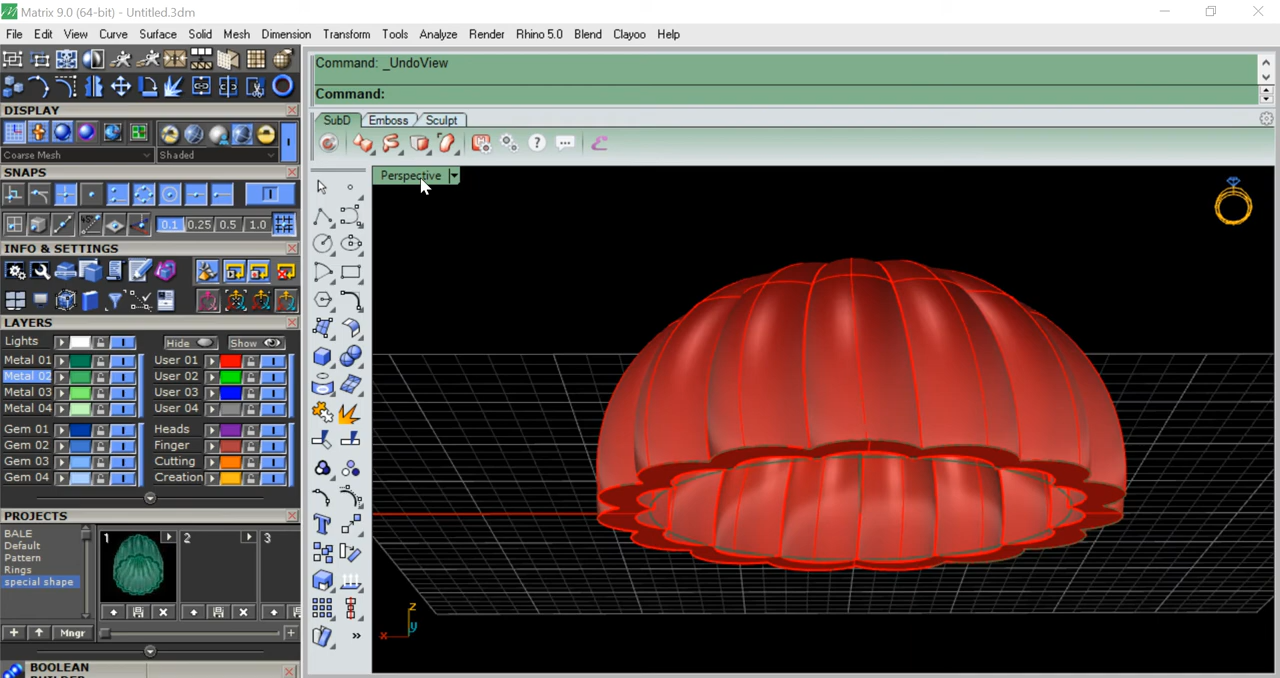 Matrix 9.0 (64-bit) - Untitled.3dm
File Edit View Curve Surface Solid Mesh Dimension Transform Tools Analyze Render Rhino 5.0 Blend Clayoo Help
Command: _UndoView
Command:
SubD Emboss Sculpt
DISPLAY
Coarse Mesh Shaded
SNAPS
0.1 0.25 0.5 1.0
INFO & SETTINGS
LAYERS
Lights Hide Show
Metal 01 User 01
Metal 02 User 02
Metal 03 User 03
Metal 04 User 04
Gem 01 Heads
Gem 02 Finger
Gem 03 Cutting
Gem 04 Creation
PROJECTS
BALE
Default
Pattern
Rings
special shape
1 2 3
Mngr
BOOLEAN
Perspective
z
y
x